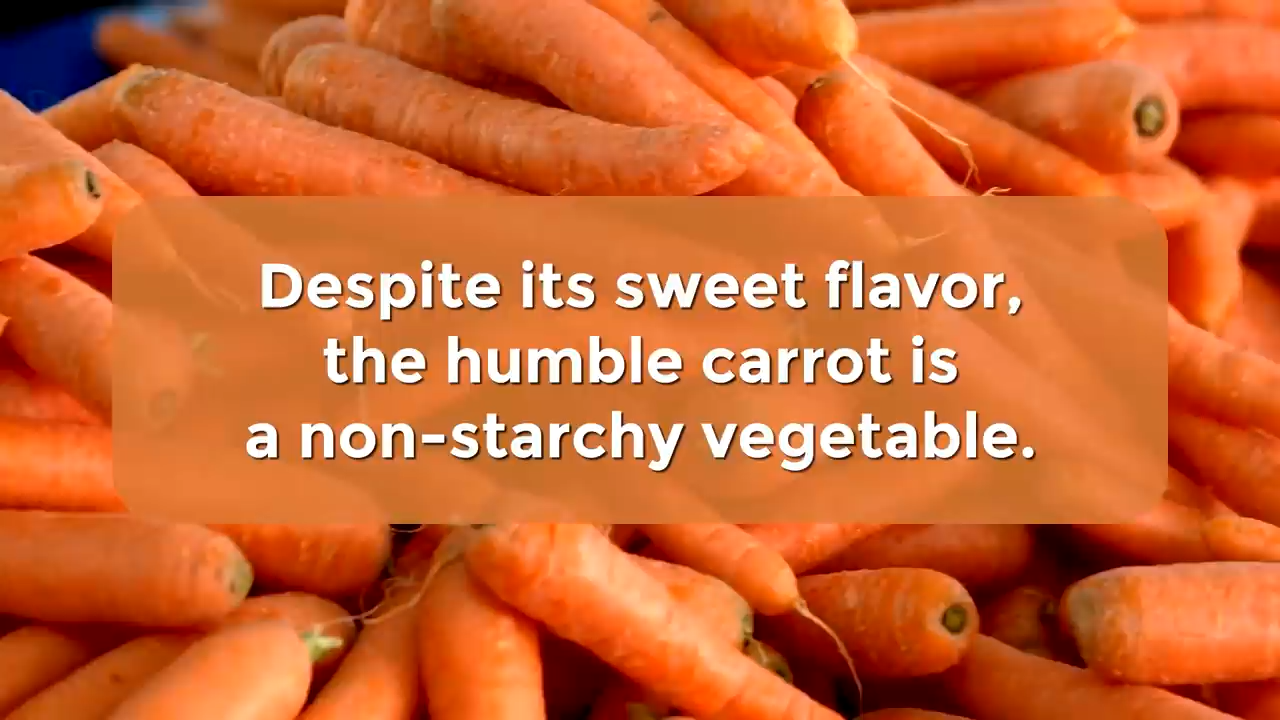 Despite its sweet flavor,
the humble carrot is
a non-starchy vegetable.